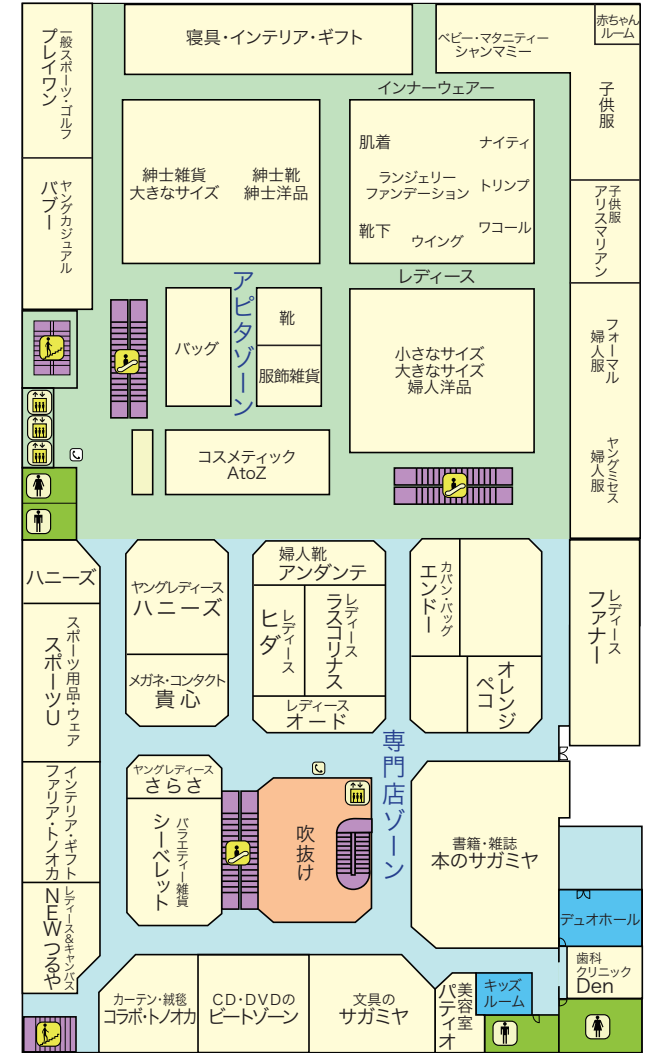 一般スポーツ・ゴルフ
プレイワン
寝具・インテリア・ギフト
ベビー・マタニティー
シャンマミー
赤ちゃん
ルーム
子供服
インナーウェアー
肌着
ナイティ
ランジェリー
ファンデーション
トリンプ
靴下
ウイング
ワコール
紳士雑貨
大きなサイズ
紳士靴
紳士洋品
ヤングカジュアル
バブー
子供服
アリスマリアン
アピタゾーン
レディース
バッグ
靴
服飾雑貨
小さなサイズ
大きなサイズ
婦人洋品
フォーマル
婦人服
ヤングミセス
婦人服
コスメティック
AtoZ
ハニーズ
ヤングレディース
ハニーズ
婦人靴
アンダンテ
レディース
ヒダ
レディース
ラスコリナス
レディース
オード
カバン・バッグ
エンドー
オレンジ
ペコ
レディース
ファナー
メガネ・コンタクト
貴心
スポーツ用品・ウェア
スポーツU
専門店ゾーン
ヤングレディース
さらさ
バラエティー雑貨
シーベレット
吹抜け
書籍・雑誌
本のサガミヤ
インテリア・ギフト
ファリア・トノオカ
レディース&キャンパス
NEWつるや
デュオホール
歯科
クリニック
Den
カーテン・絨毯
コラボ・トノオカ
CD・DVDの
ビートゾーン
文具の
サガミヤ
美容室
パティオ
キッズ
ルーム